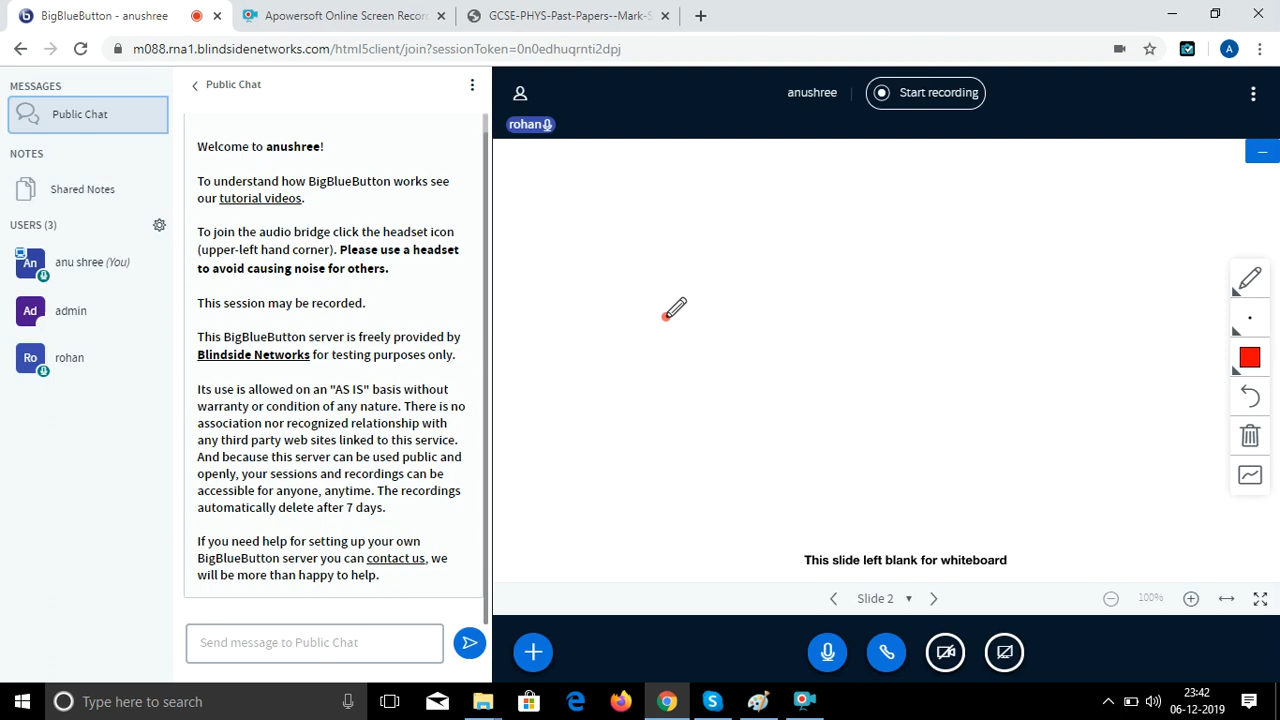 BigBlueButton - anushree
Apowersoft Online Screen Recor
GCSE-PHYS-Past-Papers--Mark-S
m088.rna1.blindsidenetworks.com/html5client/join?sessionToken=0n0edhuqrnti2dpj
A
MESSAGES
Public Chat
NOTES
Shared Notes
USERS (3)
An
anu shree (You)
Ad
admin
Ro
rohan
Public Chat
Welcome to anushree!
To understand how BigBlueButton works see
our tutorial videos.
To join the audio bridge click the headset icon
(upper-left hand corner). Please use a headset
to avoid causing noise for others.
This session may be recorded.
This BigBlueButton server is freely provided by
Blindside Networks for testing purposes only.
Its use is allowed on an "AS IS" basis without
warranty or condition of any nature. There is no
association nor recognized relationship with
any third party web sites linked to this service.
And because this server can be used public and
openly, your sessions and recordings can be
accessible for anyone, anytime. The recordings
automatically delete after 7 days.
If you need help for setting up your own
BigBlueButton server you can contact us, we
will be more than happy to help.
Send message to Public Chat
anushree
Start recording
rohan
This slide left blank for whiteboard
Slide 2
100%
Type here to search
23:42
06-12-2019